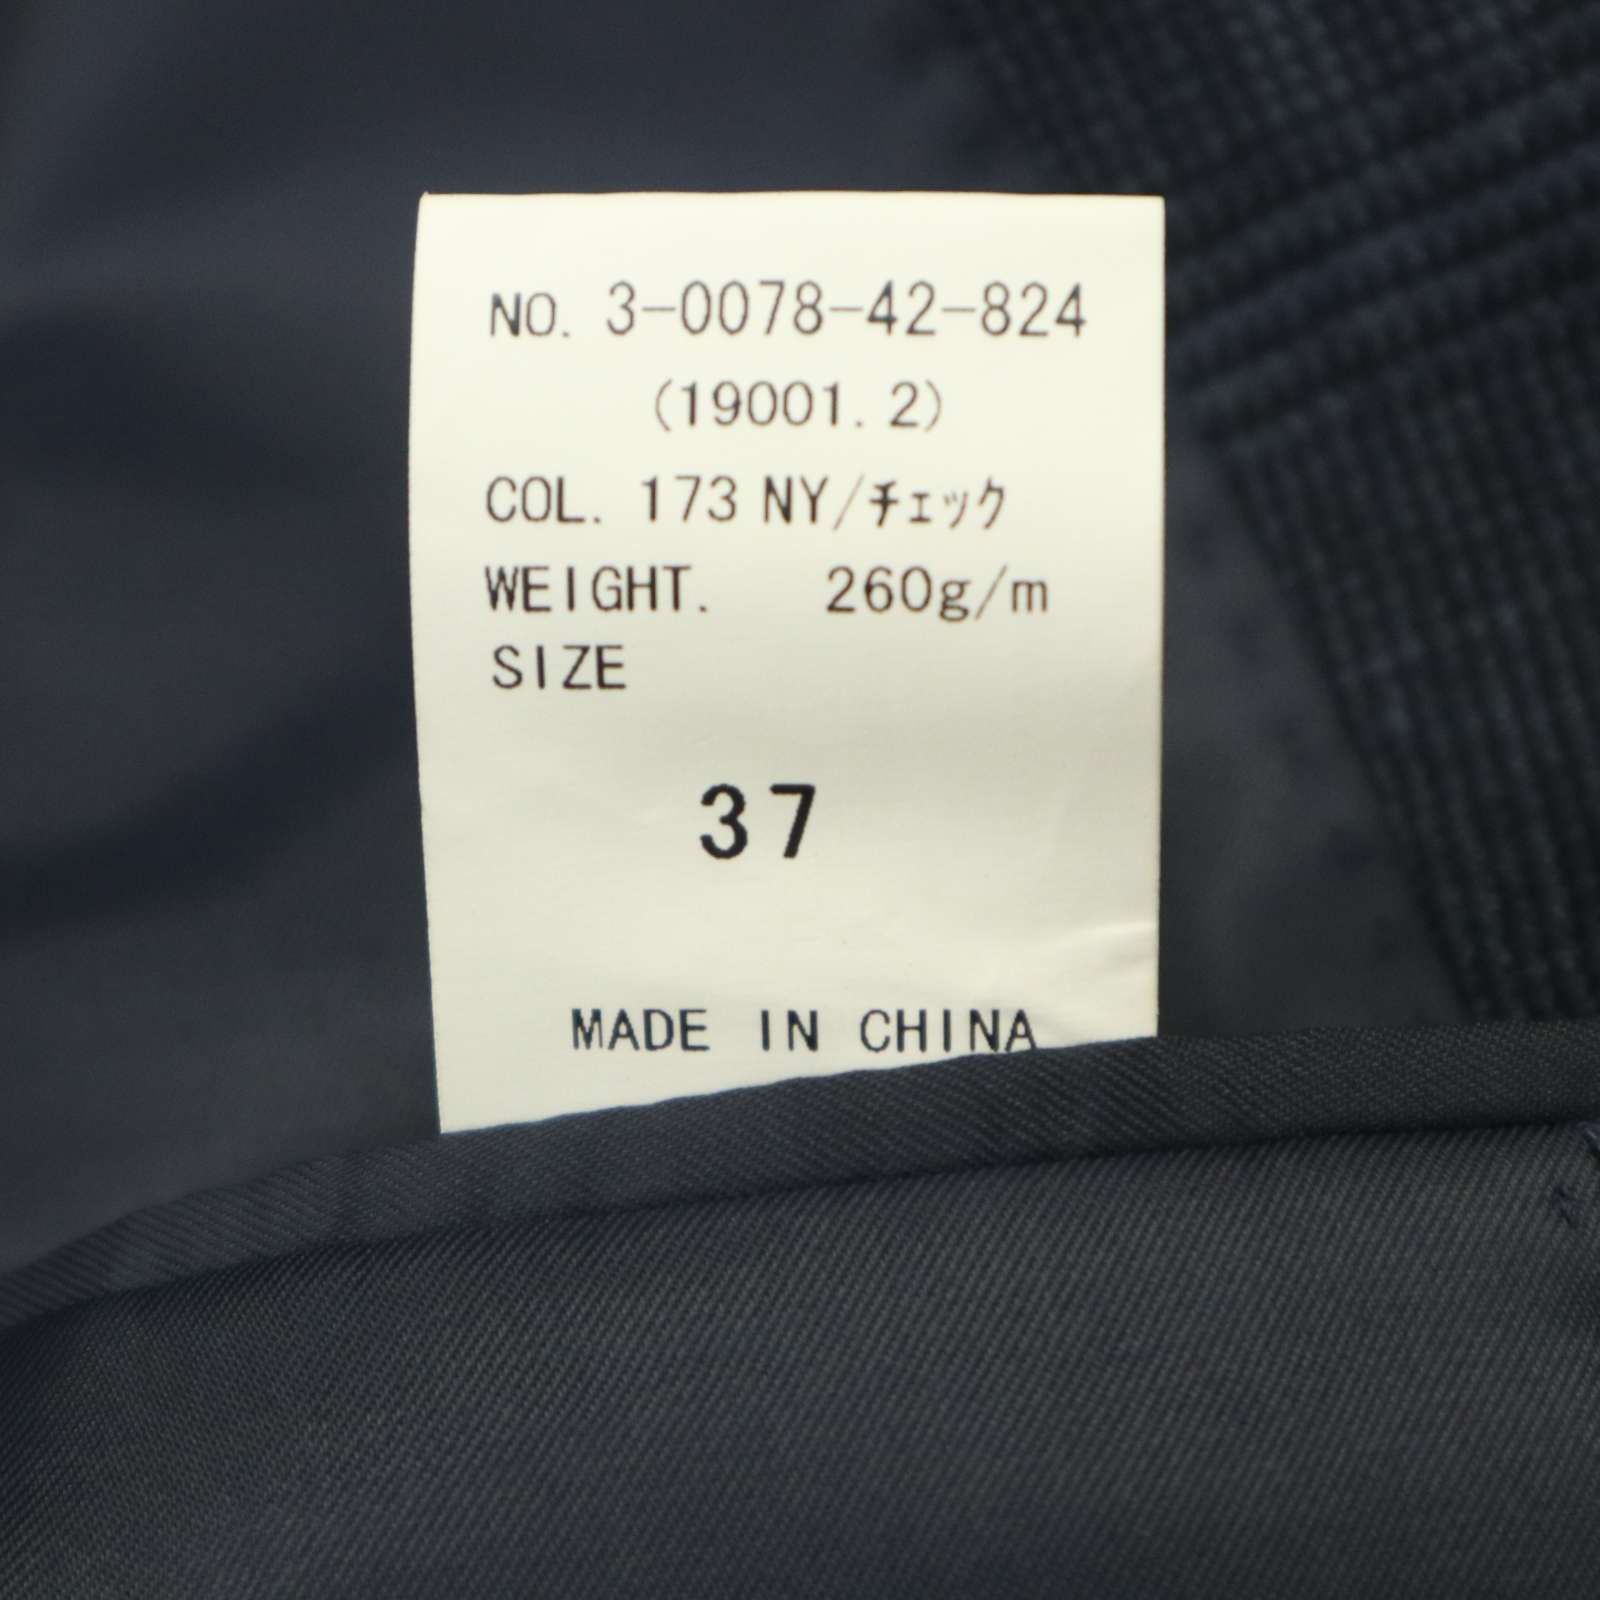 NO. 3-0078-42-824
(19001.2)
COL. 173 NY/チェック
WEIGHT. 260g/m
SIZE
37
MADE IN CHINA